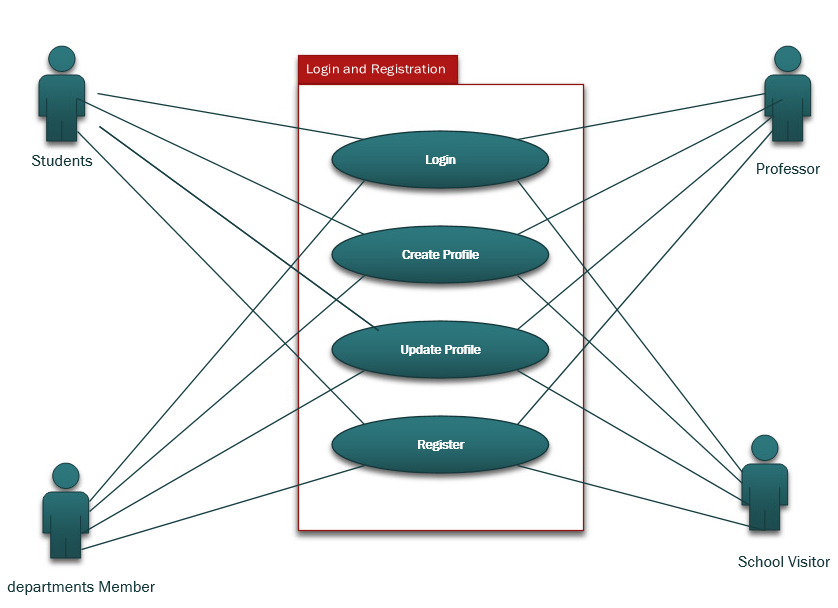 Login and Registration
Students
Login
Professor
Create Profile
Update Profile
Register
School Visitor
departments Member